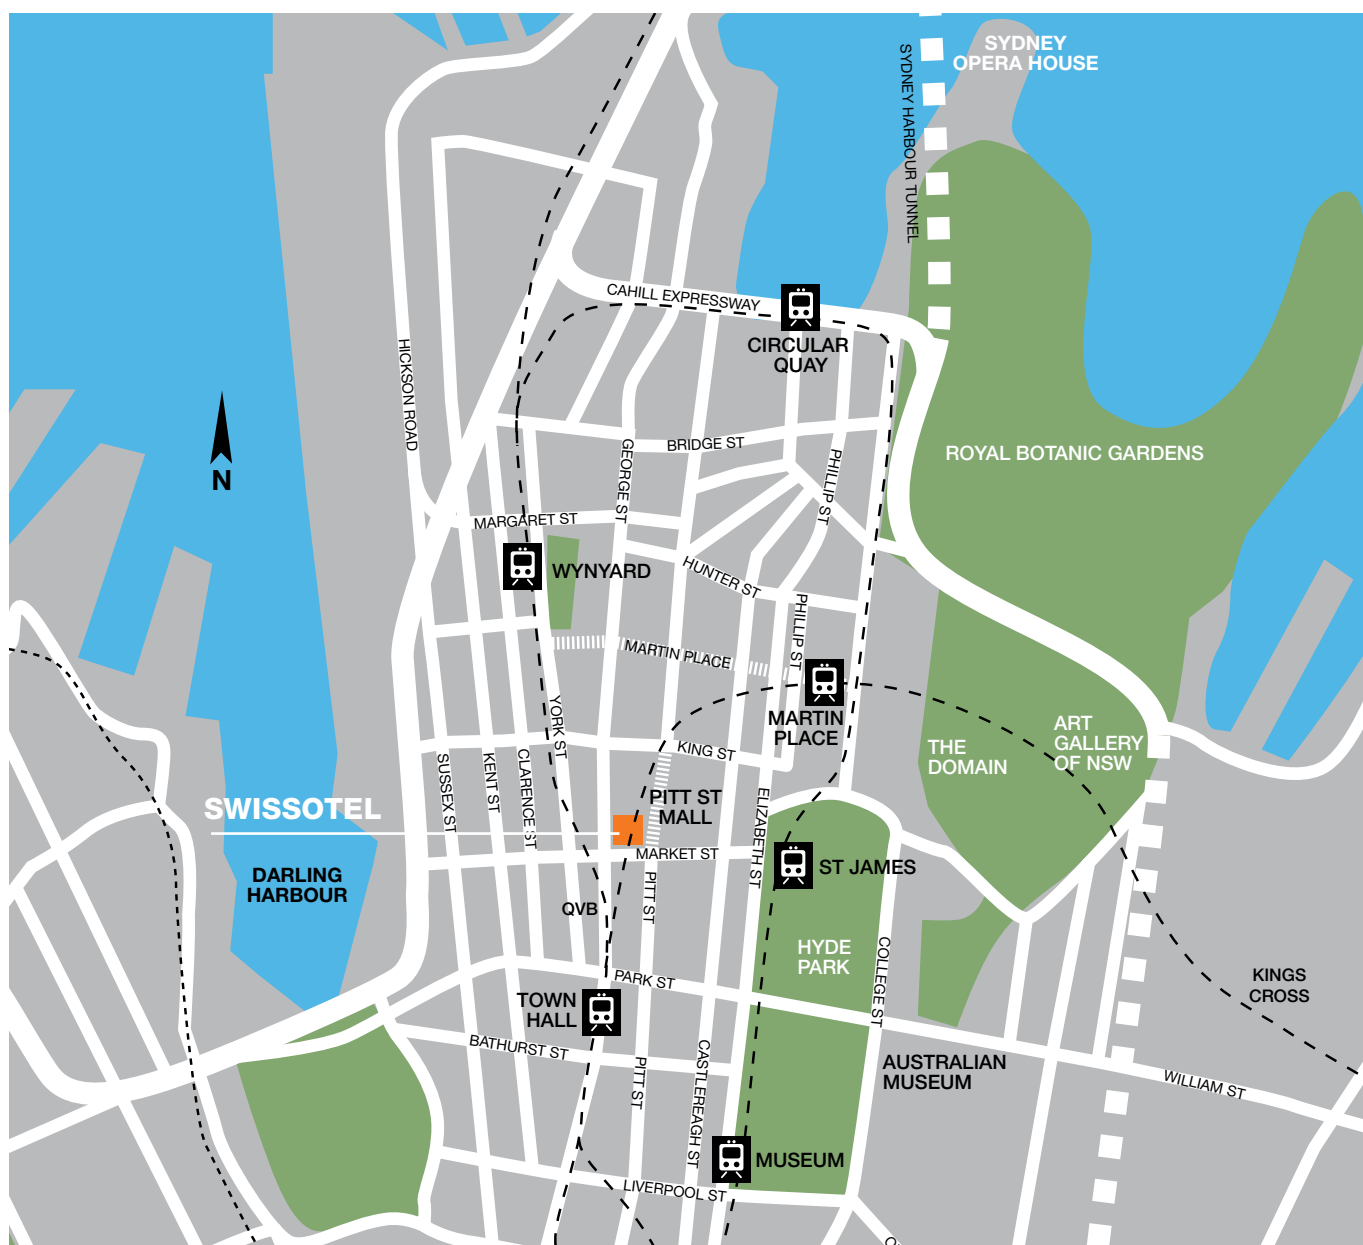 SYDNEY
OPERA HOUSE
SYDNEY HARBOUR TUNNEL
CAHILL EXPRESSWAY
CIRCULAR
QUAY
HICKSON ROAD
N
BRIDGE ST
GEORGE ST
PHILLIP ST
ROYAL BOTANIC GARDENS
MARGARET ST
WYNYARD
HUNTER ST
PHILLIP ST
MARTIN PLACE
MARTIN
PLACE
YORK ST
KING ST
SUSSEX ST
KENT ST
CLARENCE ST
THE
DOMAIN
ART
GALLERY
OF NSW
SWISSOTEL
PITT ST
MALL
ELIZABETH ST
MARKET ST
ST JAMES
DARLING
HARBOUR
PITT ST
QVB
HYDE
PARK
COLLEGE ST
KINGS
CROSS
PARK ST
TOWN
HALL
BATHURST ST
PITT ST
CASTLEREAGH ST
AUSTRALIAN
MUSEUM
WILLIAM ST
MUSEUM
LIVERPOOL ST